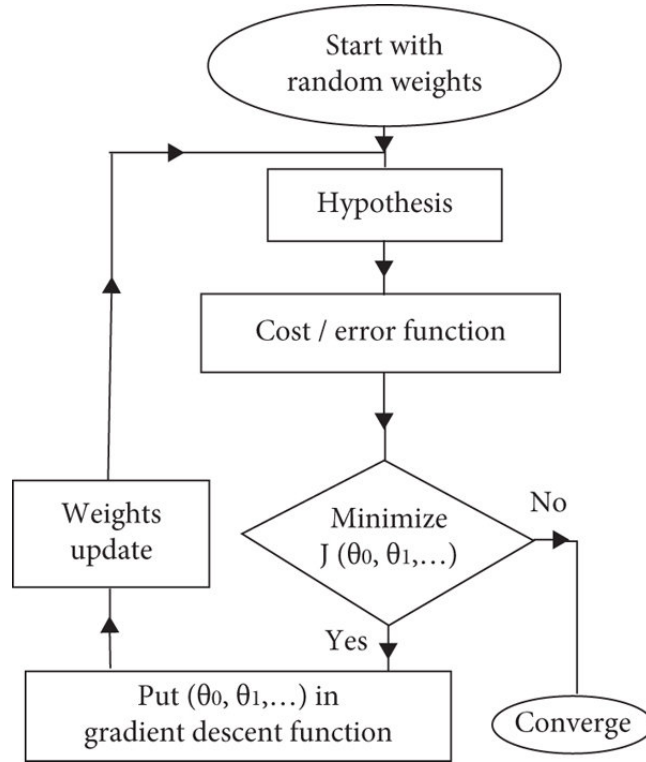 Start with
random weights
Hypothesis
Cost / error function
Minimize
J (θ0, θ1,...)
No
Yes
Weights
update
Put (θ0, θ1,...) in
gradient descent function
Converge